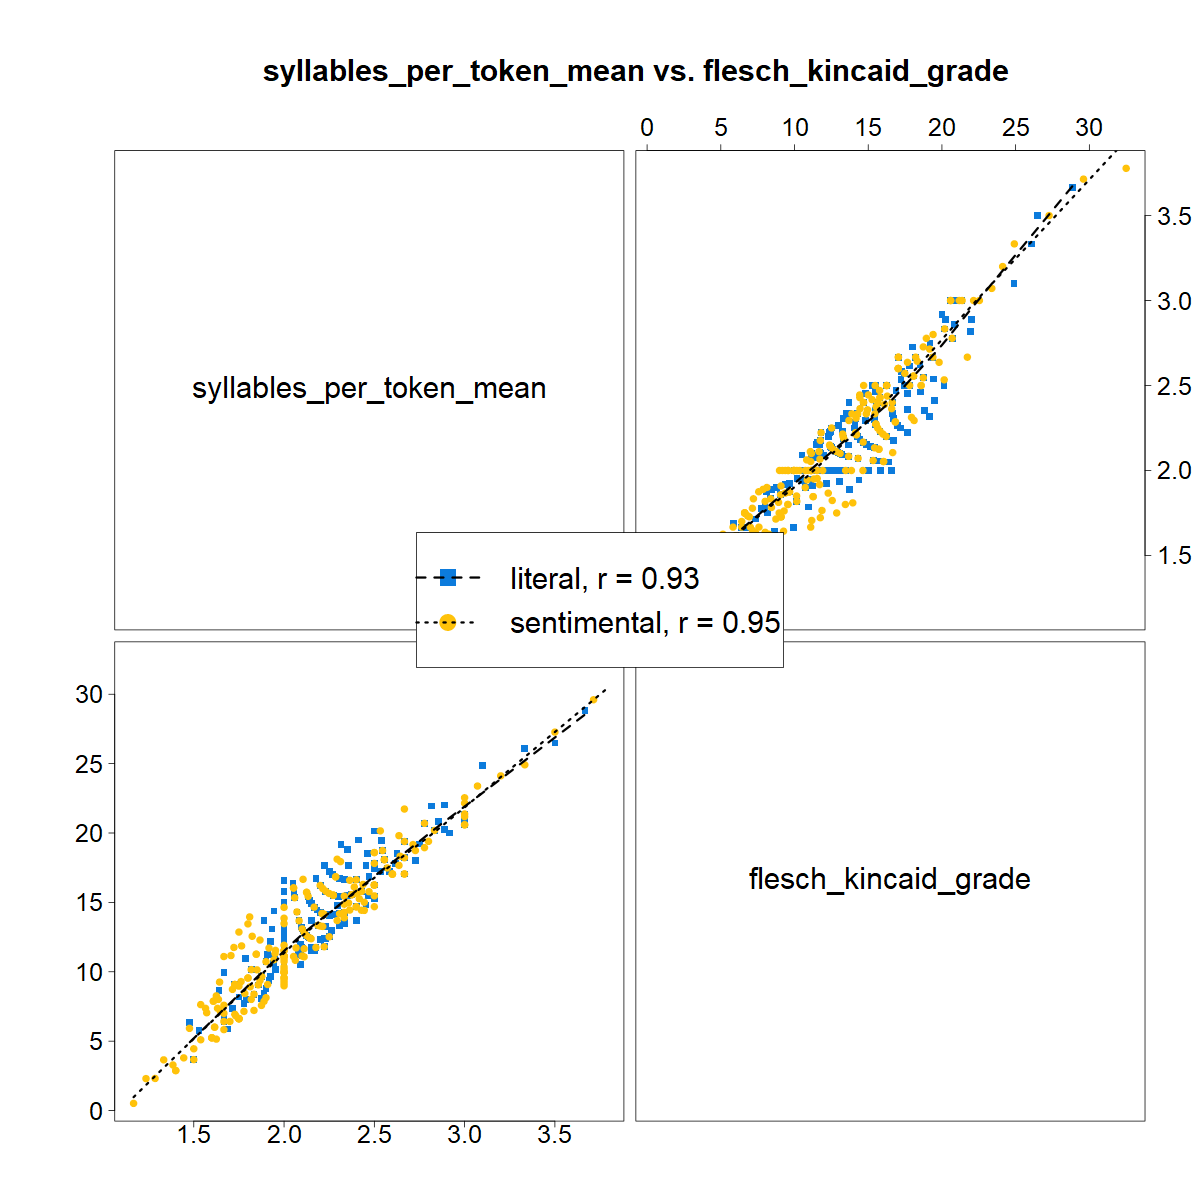 syllables_per_token_mean vs. flesch_kincaid_grade
0 5 10 15 20 25 30
syllables_per_token_mean
3.5
3.0
2.5
2.0
1.5
literal, r = 0.93
sentimental, r = 0.95
30
25
20
15
10
5
0
flesch_kincaid_grade
1.5 2.0 2.5 3.0 3.5